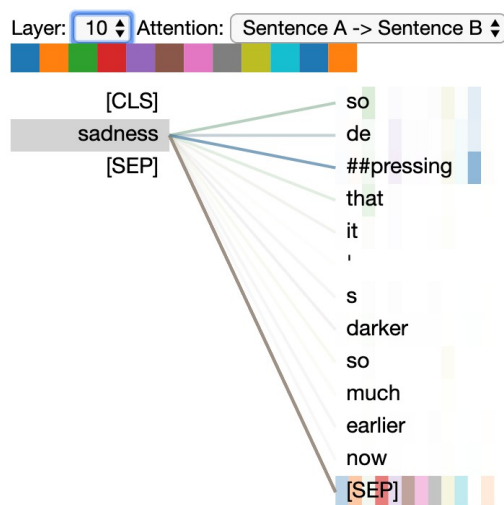 Layer: 10 Attention: Sentence A -> Sentence B
[CLS] so
sadness de
[SEP] ##pressing
that
it
'
s
darker
so
much
earlier
now
[SEP]